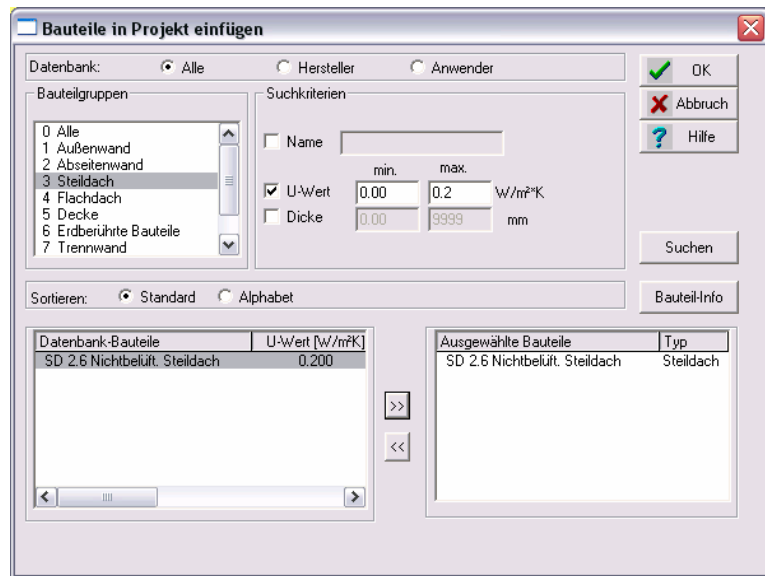 Bauteile in Projekt einfügen
Datenbank: Alle Hersteller Anwender
OK
Abbruch
Hilfe
Bauteilgruppen
0 Alle
1 Außenwand
2 Abseitenwand
3 Steildach
4 Flachdach
5 Decke
6 Erdberührte Bauteile
7 Trennwand
Suchkriterien
Name
min. max.
U-Wert 0.00 0.2 W/m²*K
Dicke 0.00 9999 mm
Suchen
Sortieren: Standard Alphabet
Bauteil-Info
Datenbank-Bauteile U-Wert [W/m²K]
SD 2.6 Nichtbelüft. Steildach 0.200
>>
<<
Ausgewählte Bauteile Typ
SD 2.6 Nichtbelüft. Steildach Steildach